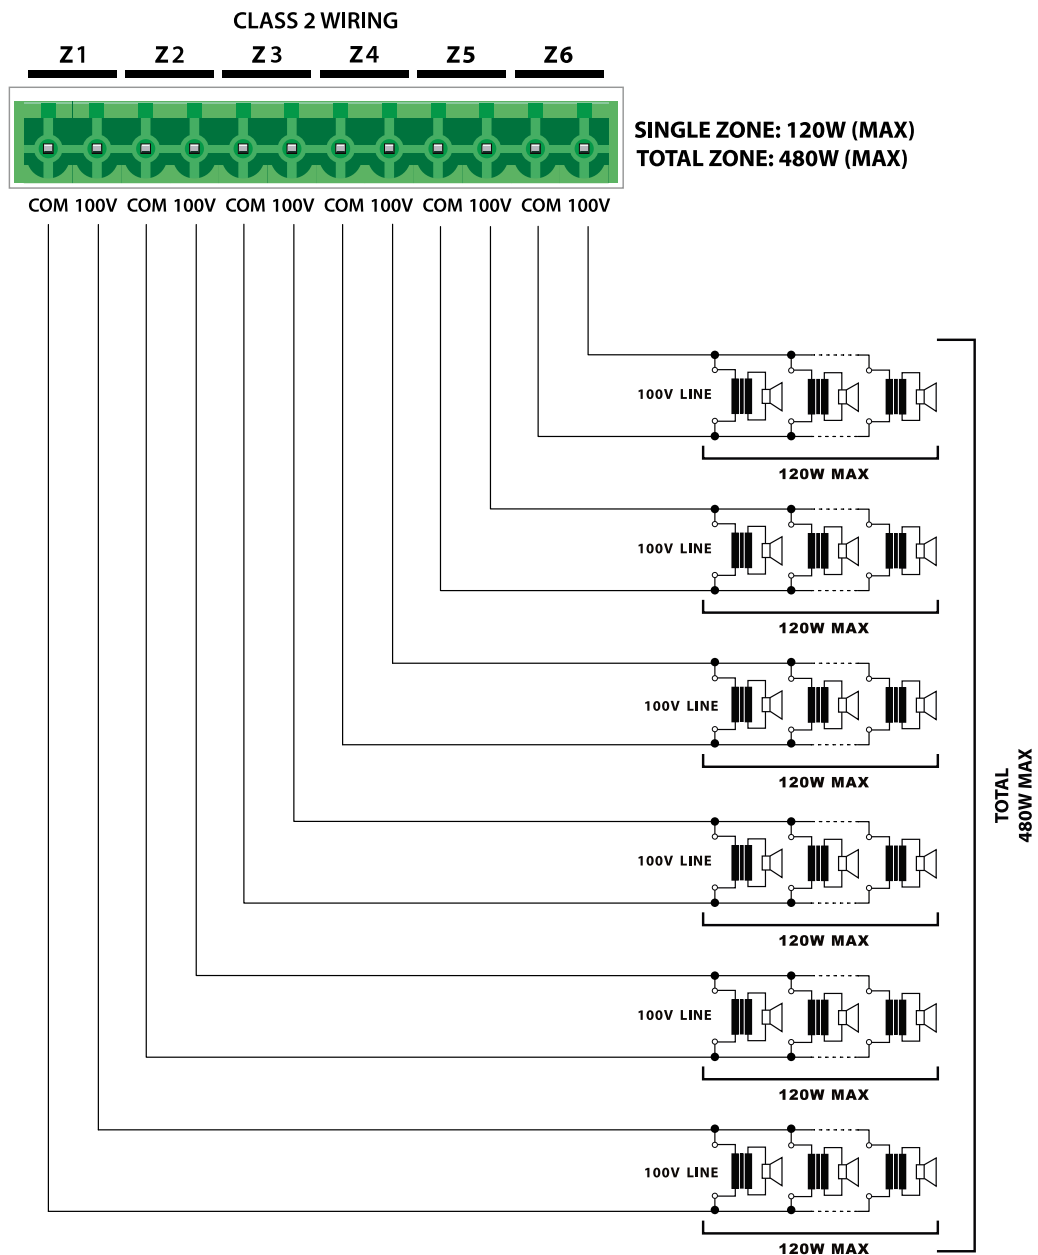 CLASS 2 WIRING
Z1 Z2 Z3 Z4 Z5 Z6
SINGLE ZONE: 120W (MAX)
TOTAL ZONE: 480W (MAX)
COM 100V COM 100V COM 100V COM 100V COM 100V COM 100V
100V LINE
120W MAX
100V LINE
120W MAX
100V LINE
120W MAX
TOTAL
480W MAX
100V LINE
120W MAX
100V LINE
120W MAX
100V LINE
120W MAX